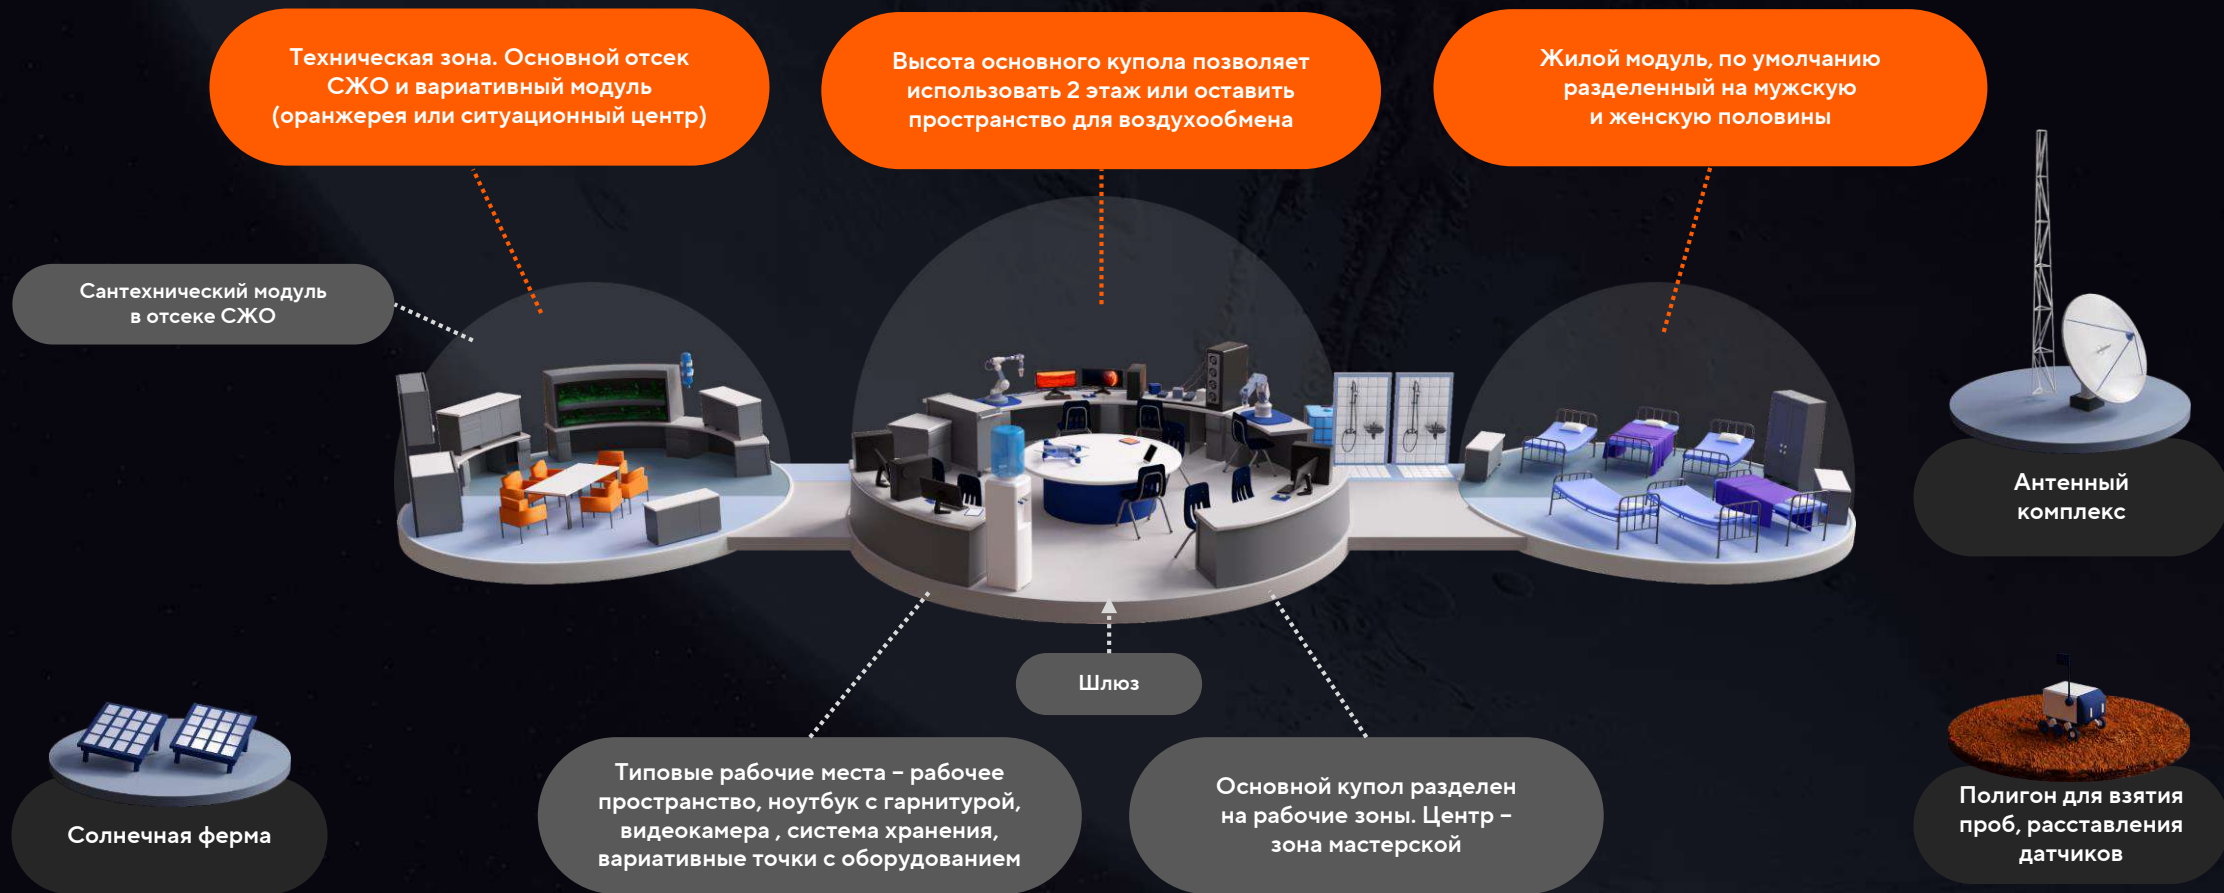 Техническая зона. Основной отсек
СЖО и вариативный модуль
(оранжерея или ситуационный центр)
Высота основного купола позволяет
использовать 2 этаж или оставить
пространство для воздухообмена
Жилой модуль, по умолчанию
разделенный на мужскую
и женскую половины
Сантехнический модуль
в отсеке СЖО
Антенный
комплекс
Шлюз
Солнечная ферма
Типовые рабочие места – рабочее
пространство, ноутбук с гарнитурой,
видеокамера , система хранения,
вариативные точки с оборудованием
Основной купол разделен
на рабочие зоны. Центр –
зона мастерской
Полигон для взятия
проб, расставления
датчиков